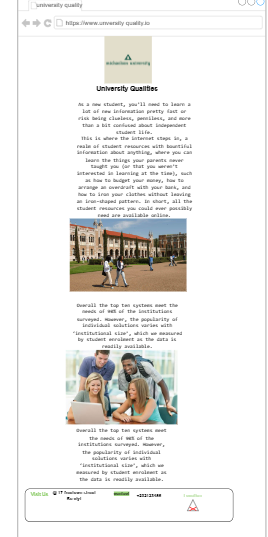 university quality
https://www.university quality.io
University Qualities
As a new student, you'll need to learn a
lot of new information pretty fast or
risk being clueless, penniless, and more
than a bit confused about independent
student life.
This is where the internet steps in, a
realm of student resources with bountiful
information about anything, where you can
learn the things your parents never
taught you (or that you weren't
interested in learning at the time), such
as how to budget your money, how to
arrange an overdraft with your bank, and
how to iron your clothes without leaving
an iron-shaped pattern. In short, all the
student resources you could ever possibly
need are available online.
Overall the top ten systems meet the
needs of 90% of the institutions
surveyed. However, the popularity of
individual solutions varies with
"institutional size", which we measured
by student enrolment as the data is
readily available.
Overall the top ten systems meet
the needs of 90% of the
institutions surveyed. However,
the popularity of individual
solutions varies with
"institutional size", which we
measured by student enrolment as
the data is readily available.
Visit Us